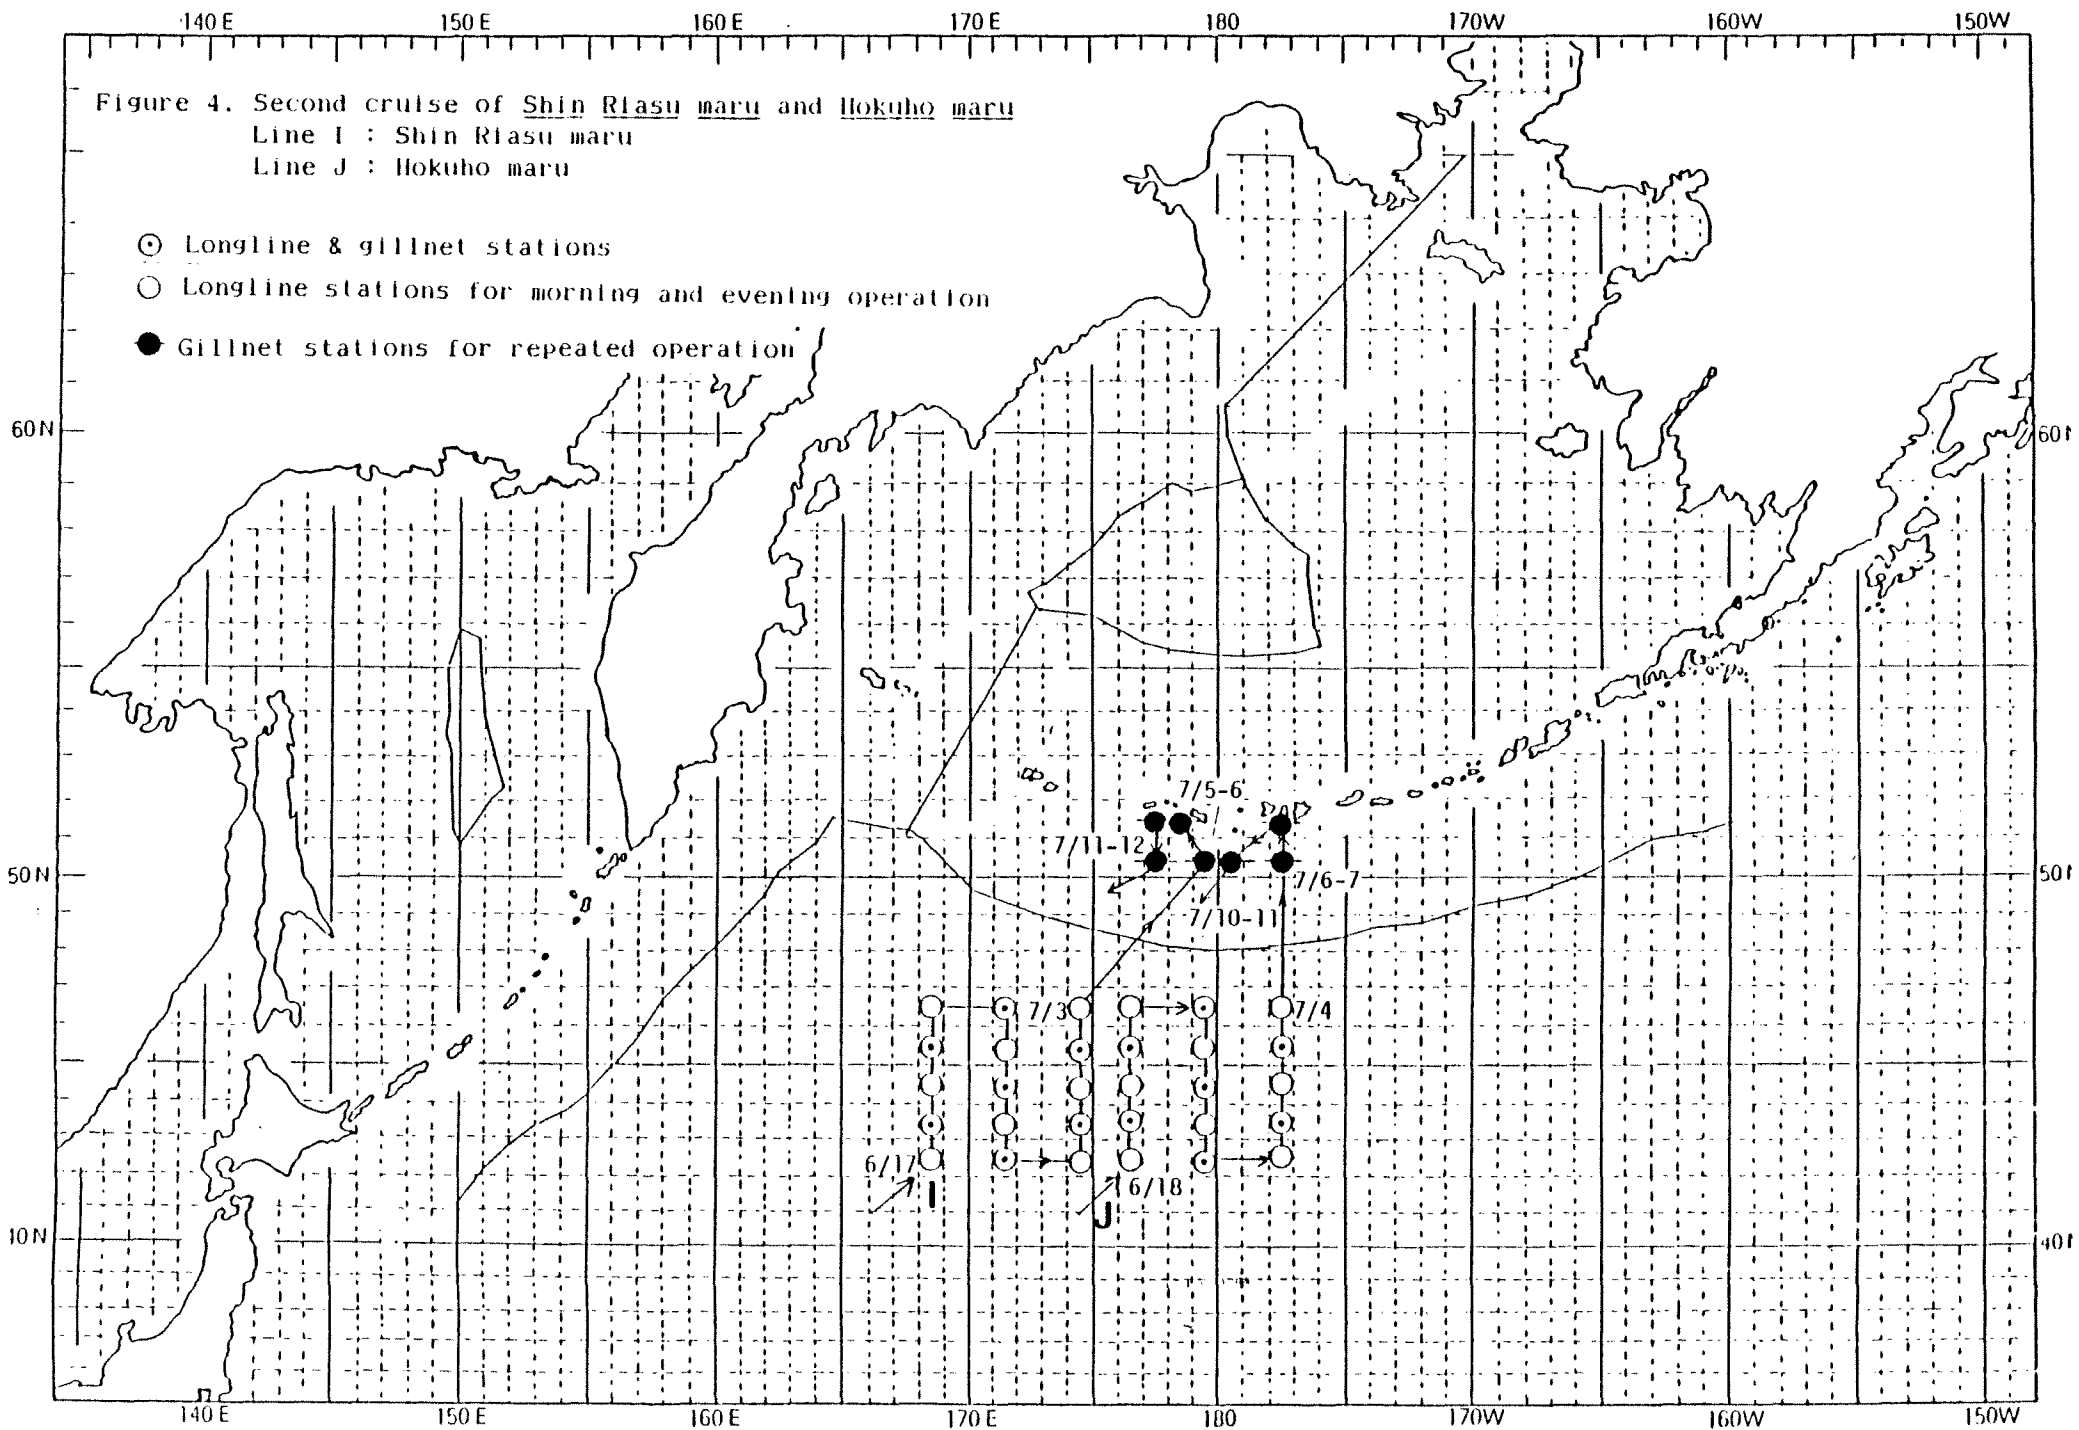 140 E 150 E 160 E 170 E 180 170W 160W 150W
Figure 4. Second cruise of Shin Riasu maru and Hokuho maru
Line I : Shin Riasu maru
Line J : Hokuho maru
Longline & gillnet stations
Longline stations for morning and evening operation
Gillnet stations for repeated operation
60N 60N
7/5-6
7/11-12
50N 7/6-7 50N
7/10-11
7/3 7/4
6/17
6/18
I
J
40N 40N
140 E 150 E 160 E 170 E 180 170W 160W 150W